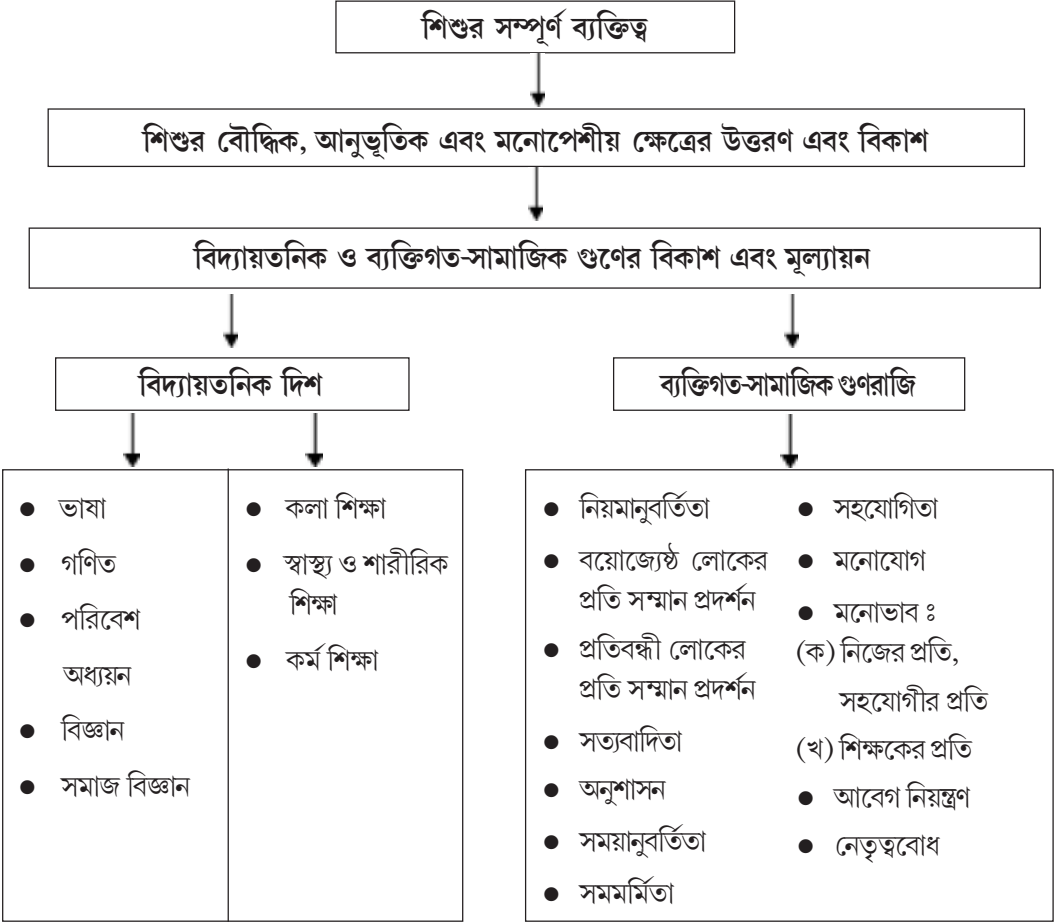 শিশুর সম্পূর্ণ ব্যক্তিত্ব
শিশুর বৌদ্ধিক, আনুভূতিক এবং মনোপেশীয় ক্ষেত্রের উত্তরণ এবং বিকাশ
বিদ্যায়তনিক ও ব্যক্তিগত-সামাজিক গুণের বিকাশ এবং মূল্যায়ন
বিদ্যায়তনিক দিশ
● ভাষা
● গণিত
● পরিবেশ
অধ্যয়ন
● বিজ্ঞান
● সমাজ বিজ্ঞান
● কলা শিক্ষা
● স্বাস্থ্য ও শারীরিক
শিক্ষা
● কর্ম শিক্ষা
ব্যক্তিগত-সামাজিক গুণরাজি
● নিয়মানুবর্তিতা
● বয়োজ্যেষ্ঠ লোকের
প্রতি সম্মান প্রদর্শন
● প্রতিবন্ধী লোকের
প্রতি সম্মান প্রদর্শন
● সত্যবাদিতা
● অনুশাসন
● সময়ানুবর্তিতা
● সমমর্মিতা
● সহযোগিতা
● মনোযোগ
● মনোভাব ঃ
(ক) নিজের প্রতি,
সহযোগীর প্রতি
(খ) শিক্ষকের প্রতি
● আবেগ নিয়ন্ত্রণ
● নেতৃত্ববোধ